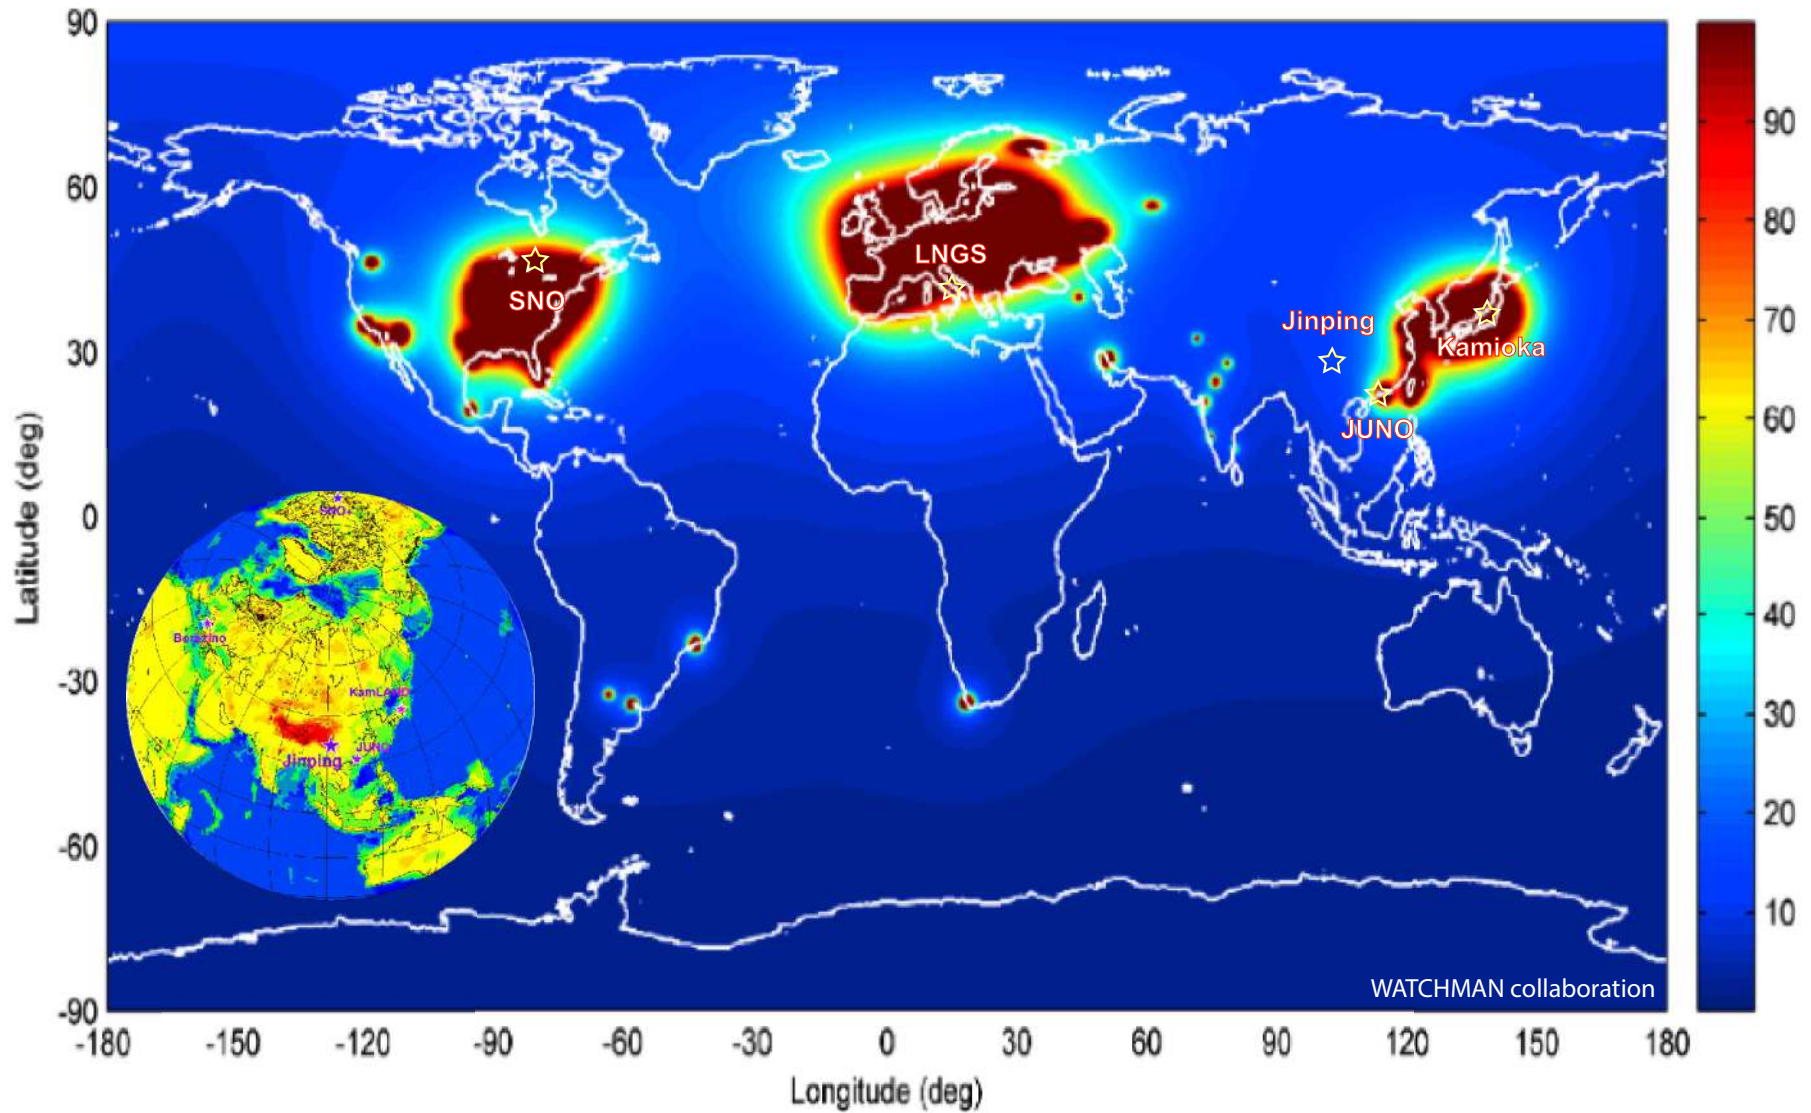 90
60
30
0
-30
-60
-90
Latitude (deg)
-180 -150 -120 -90 -60 -30 0 30 60 90 120 150 180
Longitude (deg)
SNO
LNGS
Jinping
Kamioka
JUNO
SNO+
Borexino
KamLAND
JUNO
Jinping
WATCHMAN collaboration
90
80
70
60
50
40
30
20
10